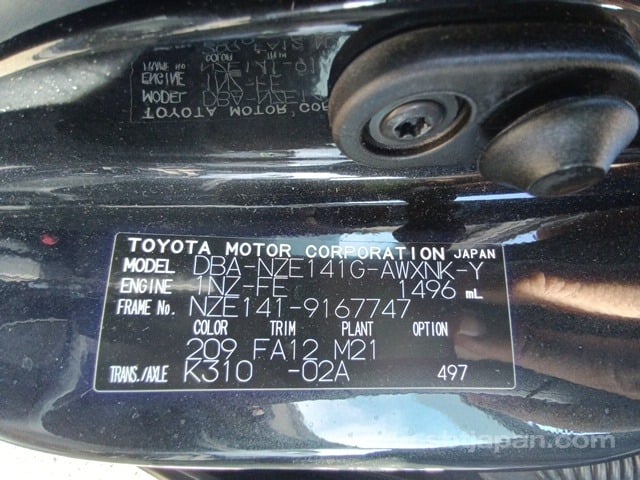 TOYOTA MOTOR CORPORATION JAPAN
MODEL DBA-NZE141G-AWXNK-Y
ENGINE 1NZ-FE 1496 mL
FRAME No. NZE141-9167747
COLOR TRIM PLANT OPTION
209 FA12 M21
TRANS./AXLE K310 -02A 497